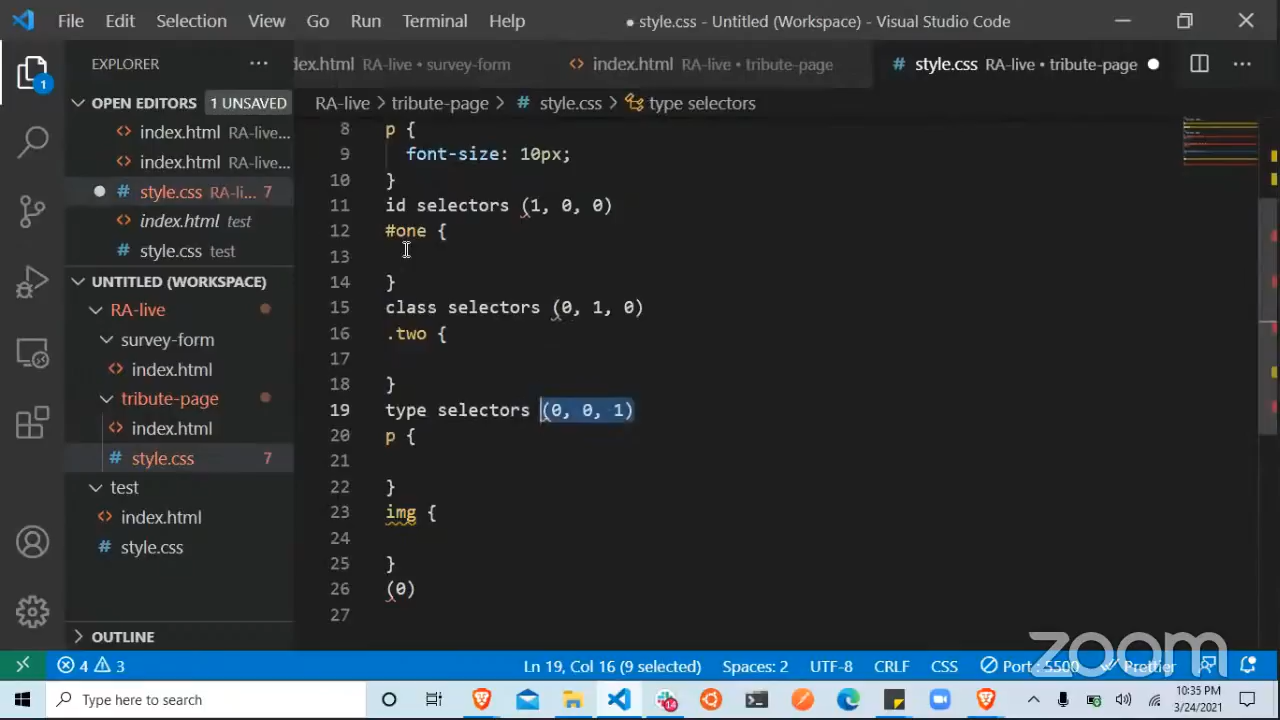 File Edit Selection View Go Run Terminal Help ● style.css - Untitled (Workspace) - Visual Studio Code
EXPLORER ··· dex.html RA-live • survey-form <> index.html RA-live • tribute-page # style.css RA-live • tribute-page ● ···
1
OPEN EDITORS 1 UNSAVED
<> index.html RA-live...
<> index.html RA-live...
● # style.css RA-li... 7
<> index.html test
# style.css test
UNTITLED (WORKSPACE)
RA-live
survey-form
<> index.html
tribute-page
<> index.html
# style.css 7
test
<> index.html
# style.css
OUTLINE
RA-live > tribute-page > # style.css > type selectors
8 p {
9 font-size: 10px;
10 }
11 id selectors (1, 0, 0)
12 #one {
13
14 }
15 class selectors (0, 1, 0)
16 .two {
17
18 }
19 type selectors (0, 0, 1)
20 p {
21
22 }
23 img {
24
25 }
26 (0)
27
zoom
4 3 Ln 19, Col 16 (9 selected) Spaces: 2 UTF-8 CRLF CSS Port : 5500 Prettier
Type here to search 14 10:35 PM
3/24/2021